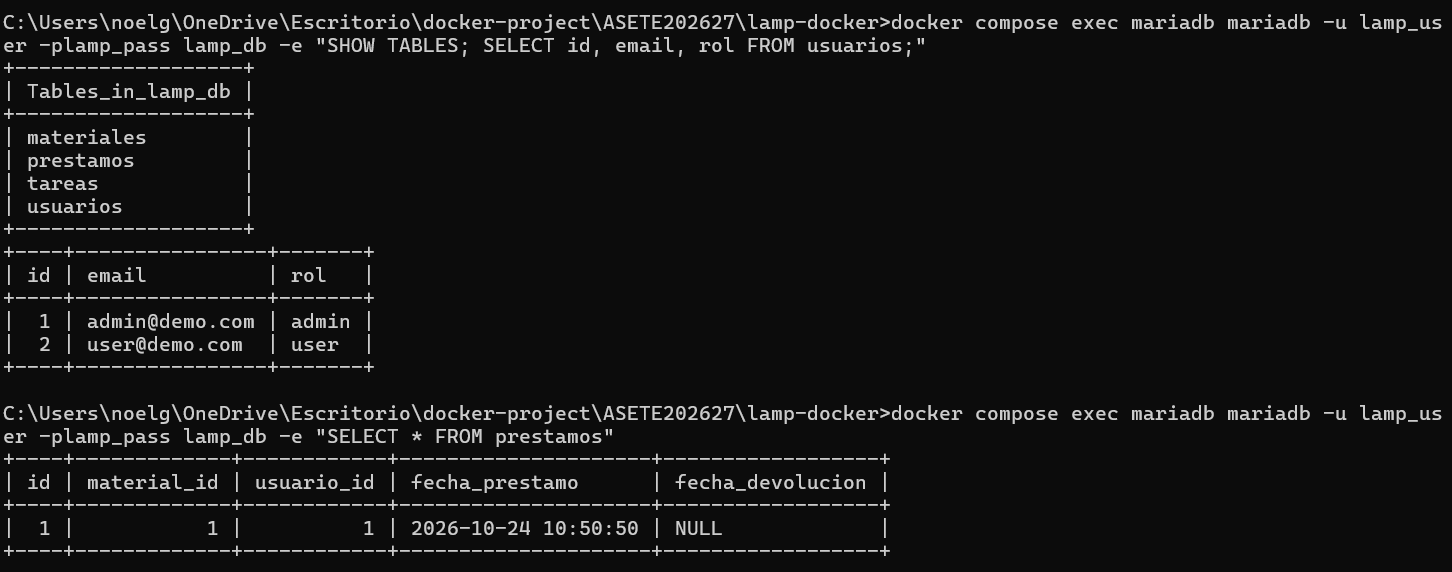 C:\Users\noelg\OneDrive\Escritorio\docker-project\ASETE202627\lamp-docker>docker compose exec mariadb mariadb -u lamp_us
er -plamp_pass lamp_db -e "SHOW TABLES; SELECT id, email, rol FROM usuarios;"
+------------------+
| Tables_in_lamp_db |
+------------------+
| materiales        |
| prestamos         |
| tareas            |
| usuarios          |
+------------------+
+----+----------------+-------+
| id | email          | rol   |
+----+----------------+-------+
|  1 | admin@demo.com | admin |
|  2 | user@demo.com  | user  |
+----+----------------+-------+
C:\Users\noelg\OneDrive\Escritorio\docker-project\ASETE202627\lamp-docker>docker compose exec mariadb mariadb -u lamp_us
er -plamp_pass lamp_db -e "SELECT * FROM prestamos"
+----+-------------+------------+---------------------+------------------+
| id | material_id | usuario_id | fecha_prestamo      | fecha_devolucion |
+----+-------------+------------+---------------------+------------------+
|  1 |           1 |          1 | 2026-10-24 10:50:50 | NULL             |
+----+-------------+------------+---------------------+------------------+